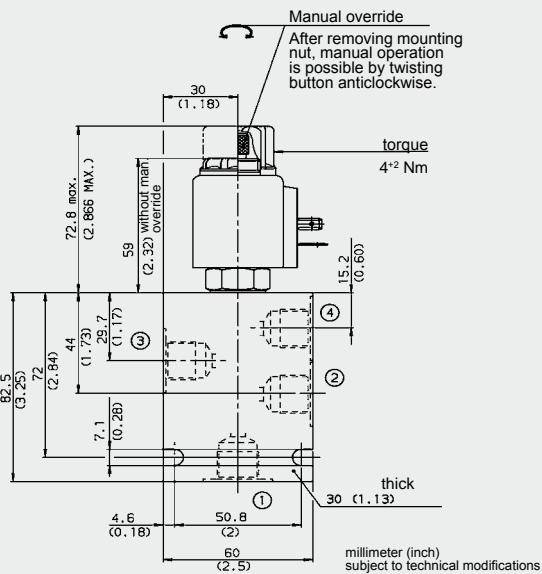 Manual override
After removing mounting
nut, manual operation
is possible by twisting
button anticlockwise.
30
(1.18)
torque
4⁺² Nm
72.8 max.
(2.866 MAX.)
59
(2.32) without man.
override
15.2
(0.60)
82.5
(3.25)
72
(2.84)
44
(1.73)
29.7
(1.17)
3
4
2
7.1
(0.28)
1
thick
30 (1.13)
4.6
(0.18)
50.8
(2)
60
(2.5)
millimeter (inch)
subject to technical modifications